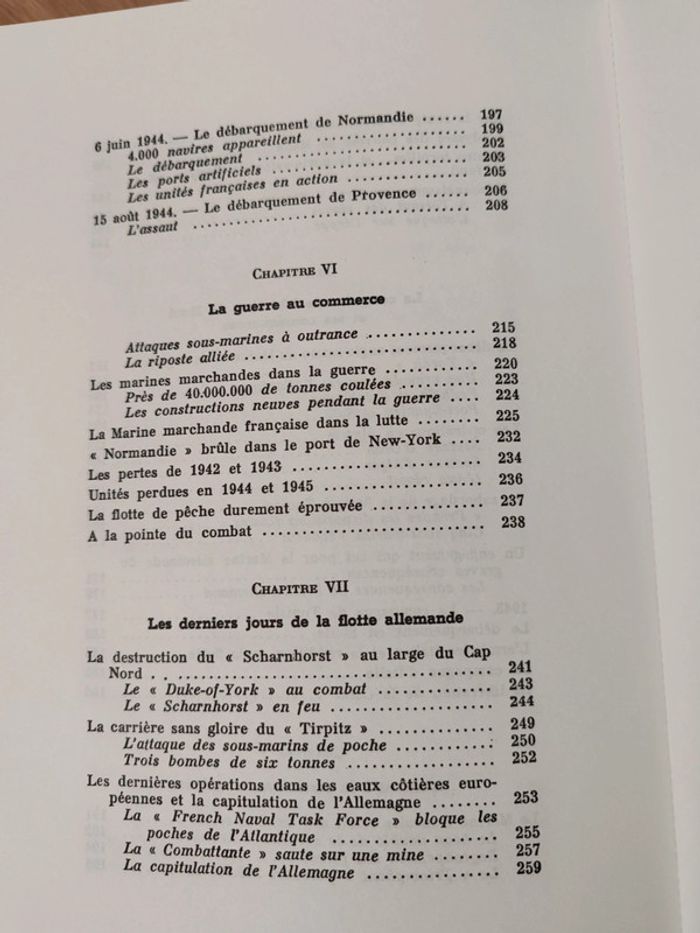 6 juin 1944. — Le débarquement de Normandie ...... 197
4.000 navires appareillent .................. 199
Le débarquement .......................... 202
Les ports artificiels ........................ 203
Les unités françaises en action ................ 205
15 août 1944. — Le débarquement de Provence ...... 206
L'assaut .................................. 208
CHAPITRE VI
La guerre au commerce
Attaques sous-marines à outrance .............. 215
La riposte alliée ............................ 218
Les marines marchandes dans la guerre ............ 220
Près de 40.000.000 de tonnes coulées .......... 223
Les constructions neuves pendant la guerre .... 224
La Marine marchande française dans la lutte ........ 225
« Normandie » brûle dans le port de New-York .... 232
Les pertes de 1942 et 1943 ........................ 234
Unités perdues en 1944 et 1945 .................... 236
La flotte de pêche durement éprouvée .............. 237
A la pointe du combat ............................ 238
CHAPITRE VII
Les derniers jours de la flotte allemande
La destruction du « Scharnhorst » au large du Cap
Nord .. .................................. 241
Le « Duke-of-York » au combat .............. 243
Le « Scharnhorst » en feu .................... 244
La carrière sans gloire du « Tirpitz » .............. 249
L'attaque des sous-marins de poche ............ 250
Trois bombes de six tonnes .................. 252
Les dernières opérations dans les eaux côtières euro-
péennes et la capitulation de l'Allemagne ........ 253
La « French Naval Task Force » bloque les
poches de l'Atlantique .................... 255
La « Combattante » saute sur une mine ........ 257
La capitulation de l'Allemagne ................ 259